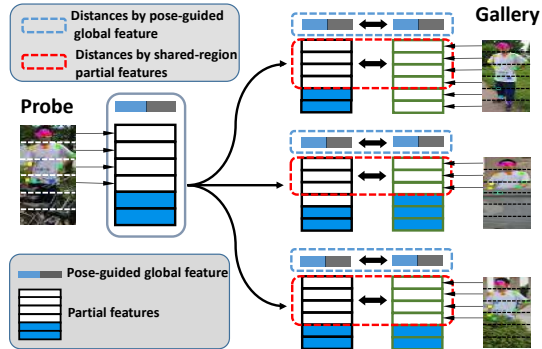 Distances by pose-guided
global feature
Distances by shared-region
partial features
Gallery
Probe
Pose-guided global feature
Partial features